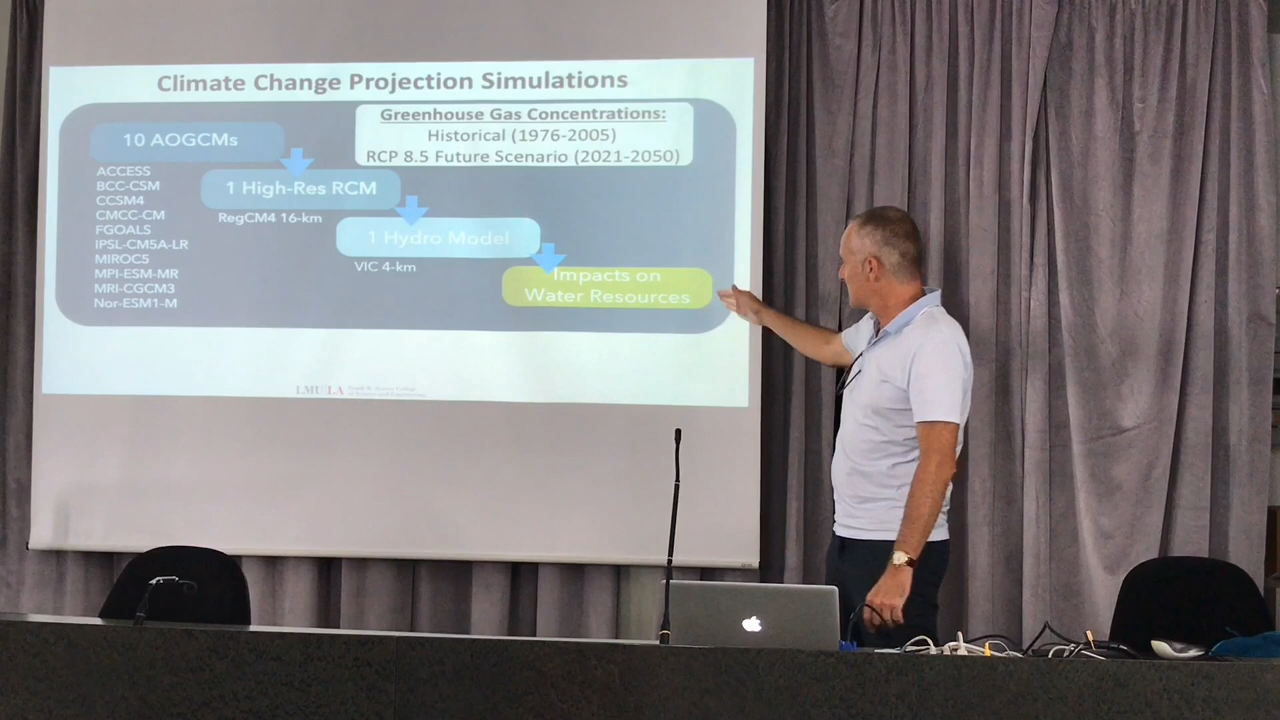 Climate Change Projection Simulations
Greenhouse Gas Concentrations:
Historical (1976-2005)
RCP 8.5 Future Scenario (2021-2050)
10 AOGCMs
ACCESS
BCC-CSM
CCSM4
CMCC-CM
FGOALS
IPSL-CM5A-LR
MIROC5
MPI-ESM-MR
MRI-CGCM3
Nor-ESM1-M
1 High-Res RCM
RegCM4 16-km
1 Hydro Model
VIC 4-km
Impacts on
Water Resources
LMU LA